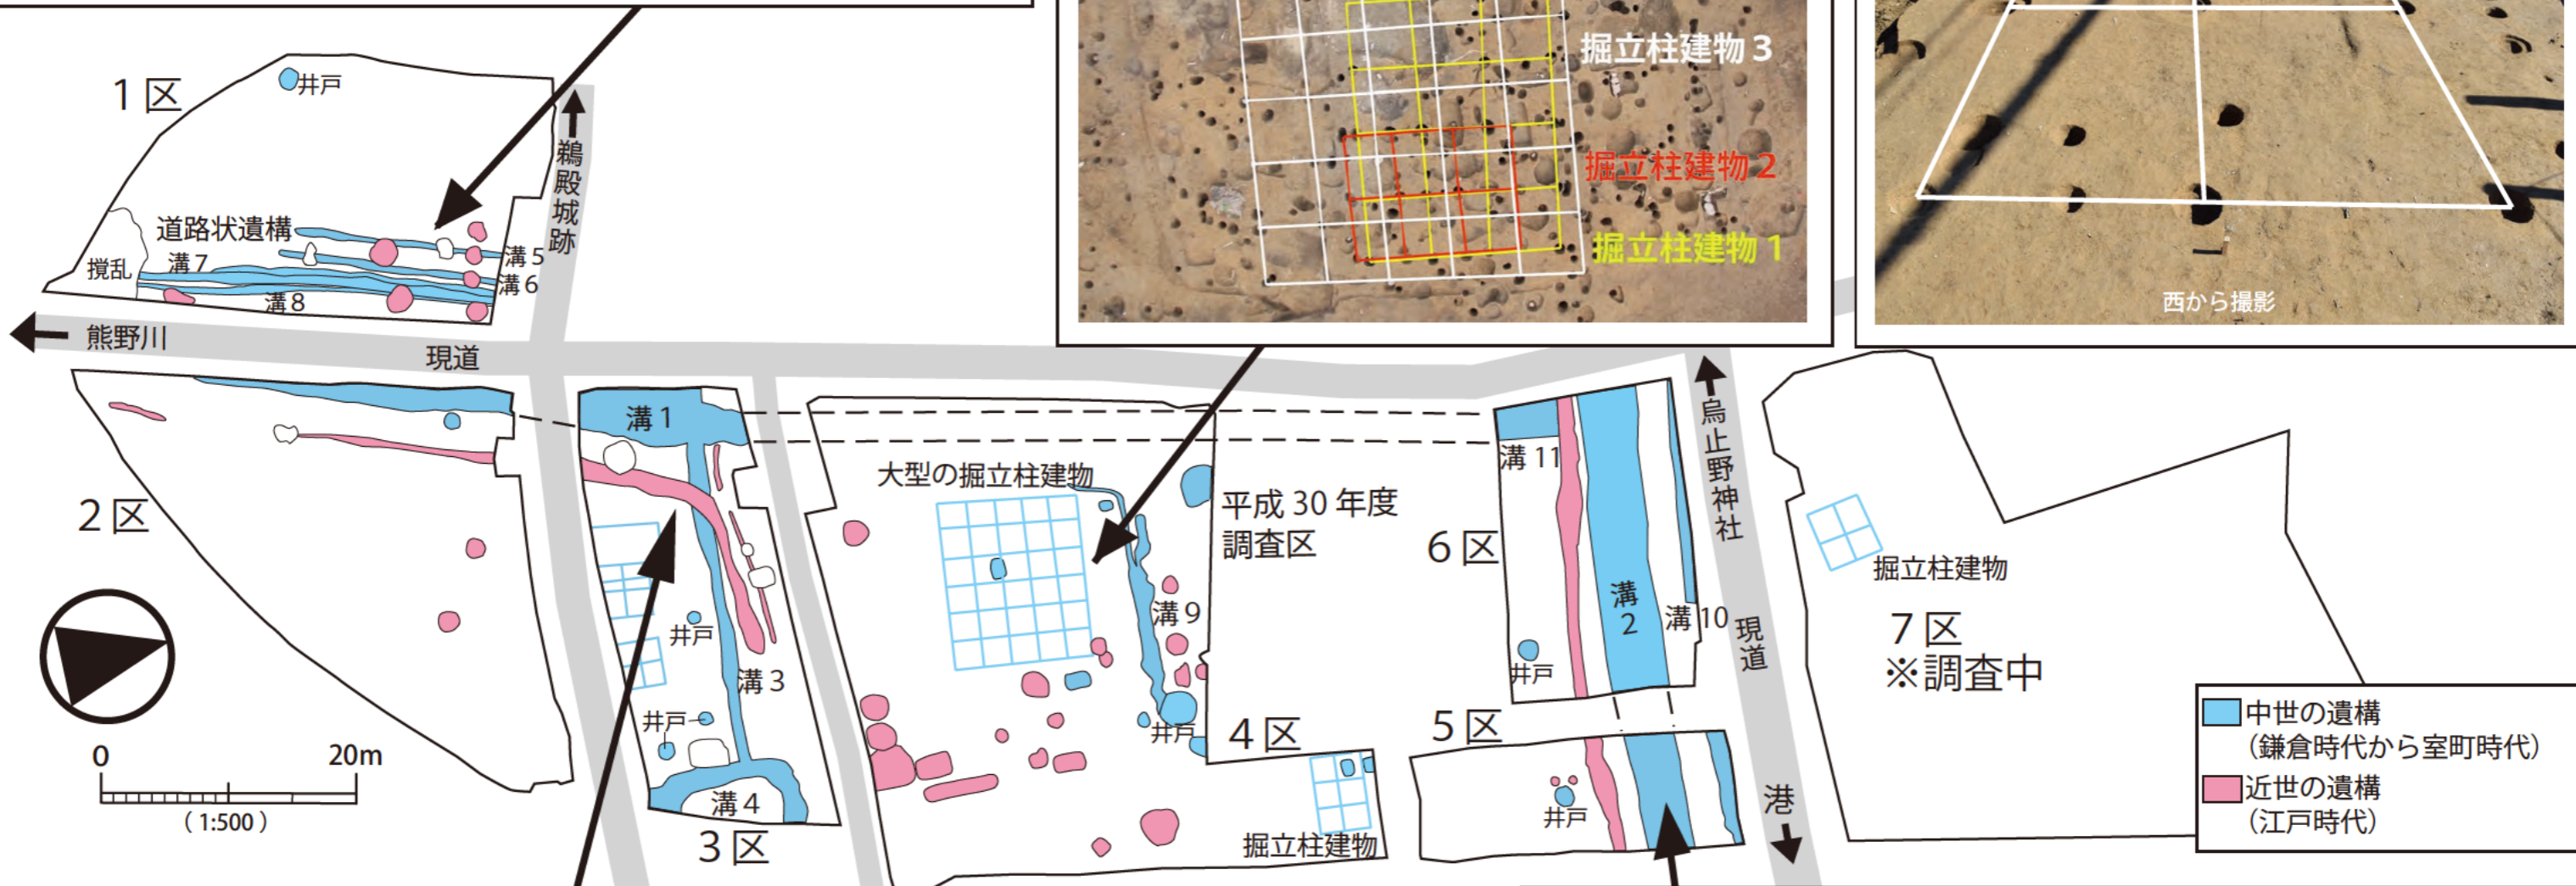 掘立柱建物3
掘立柱建物2
掘立柱建物1
西から撮影
1区
井戸
鵜殿城跡
道路状遺構
溝5
溝7
撹乱
溝6
溝8
熊野川
現道
2区
溝1
井戸
溝3
井戸
溝4
3区
大型の掘立柱建物
平成30年度
調査区
溝9
井戸
4区
掘立柱建物
6区
溝11
溝2
溝10
井戸
5区
井戸
烏止野神社
現道
港
掘立柱建物
7区
※調査中
0 20m
(1:500)
中世の遺構
(鎌倉時代から室町時代)
近世の遺構
(江戸時代)